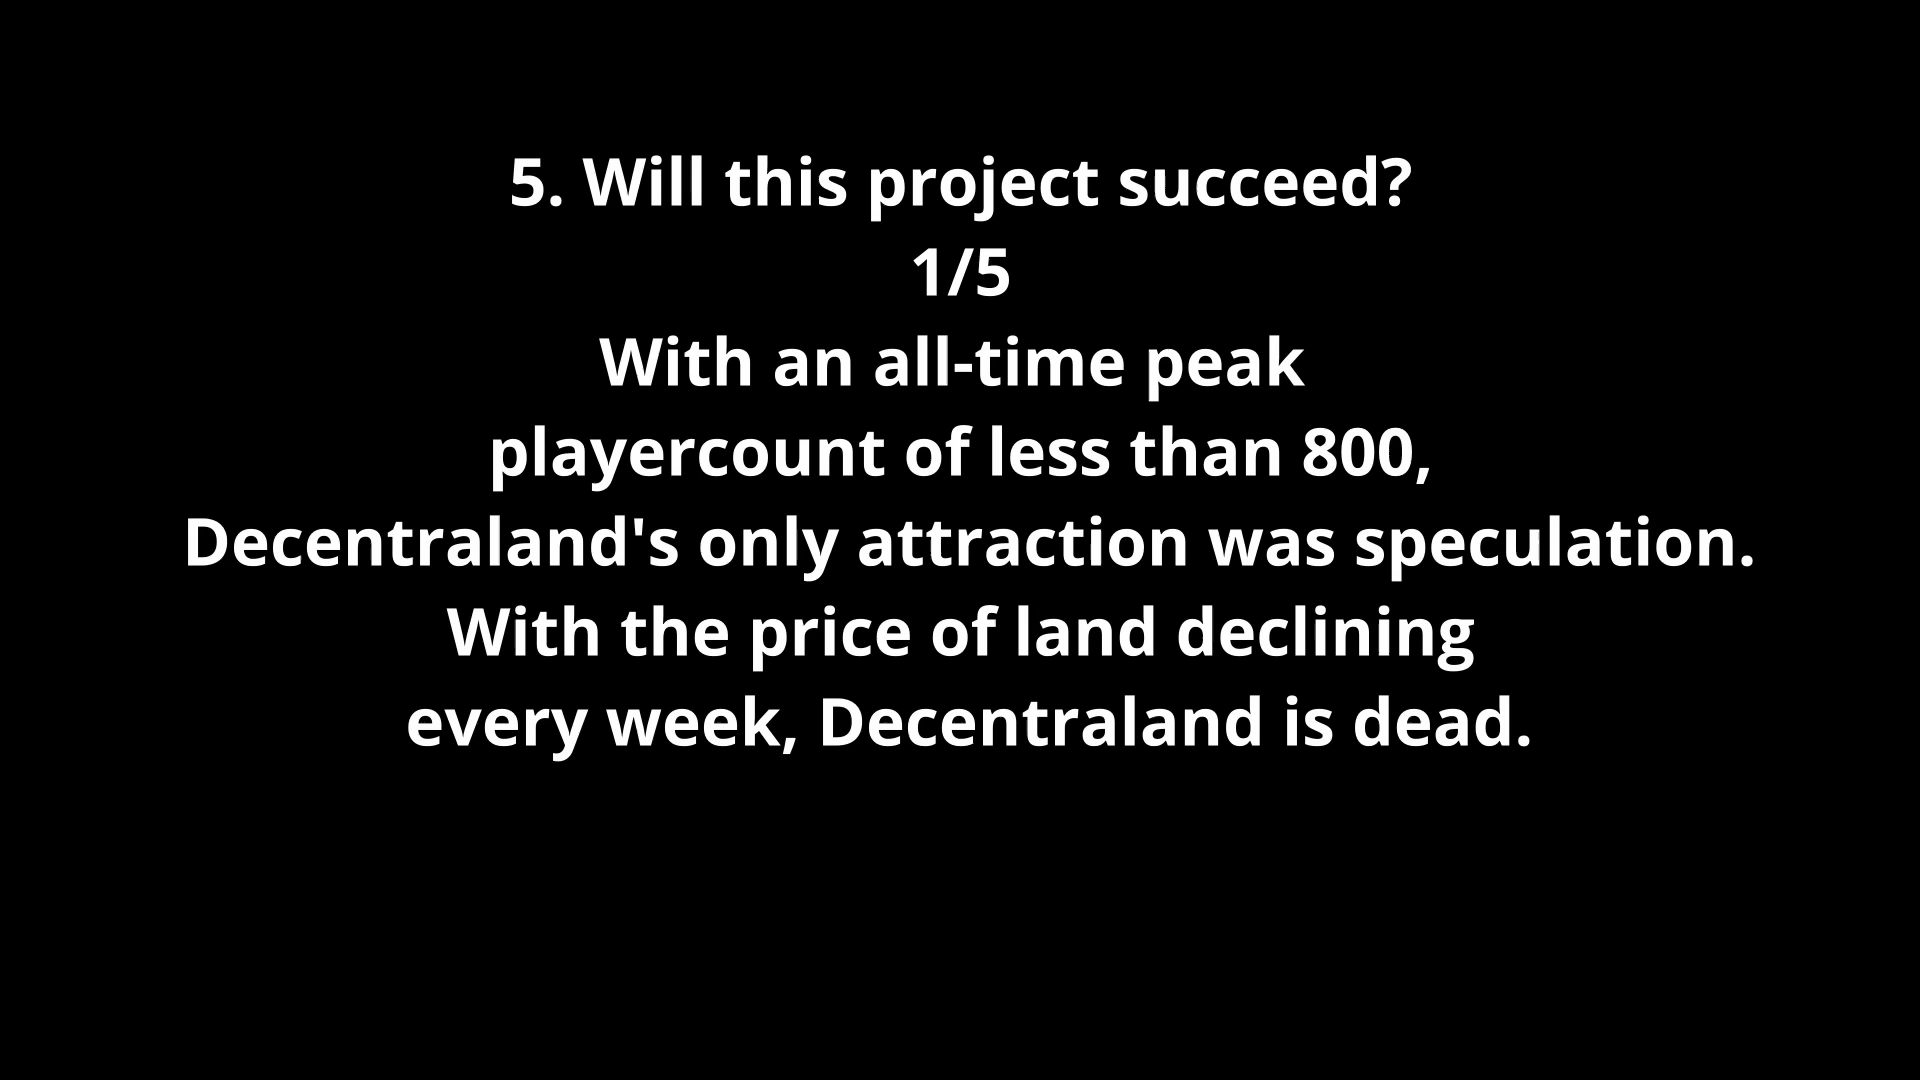 5. Will this project succeed?
1/5
With an all-time peak
playercount of less than 800,
Decentraland's only attraction was speculation.
With the price of land declining
every week, Decentraland is dead.